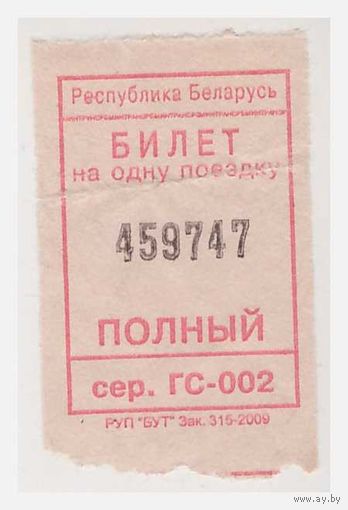 Республика Беларусь
БИЛЕТ
на одну поездку
459747
ПОЛНЫЙ
сер. ГС-002
РУП "БУТ" Зак. 315-2009
www.ay.by